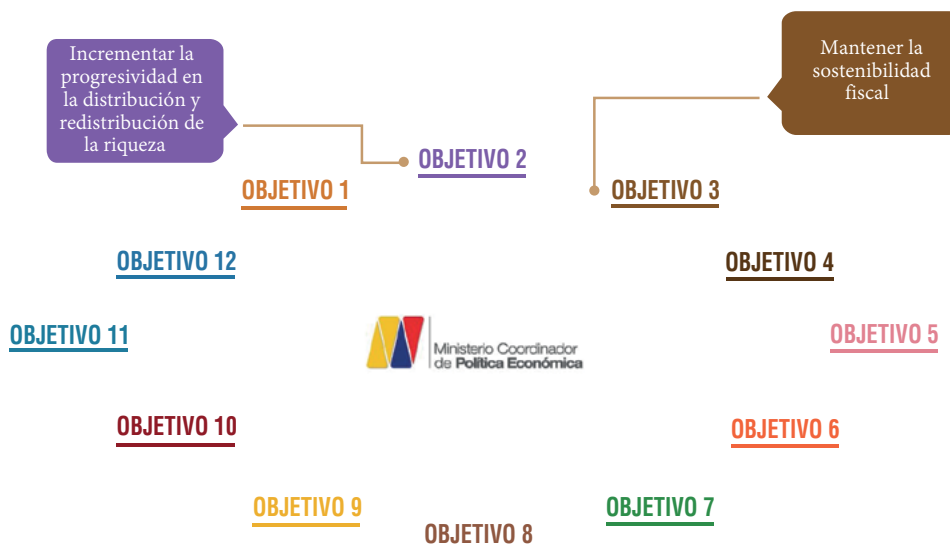 Incrementar la
progresividad en
la distribución y
redistribución de
la riqueza
Mantener la
sostenibilidad
fiscal
OBJETIVO 1
OBJETIVO 2
OBJETIVO 3
OBJETIVO 4
OBJETIVO 5
OBJETIVO 6
OBJETIVO 7
OBJETIVO 8
OBJETIVO 9
OBJETIVO 10
OBJETIVO 11
OBJETIVO 12
Ministerio Coordinador
de Política Económica